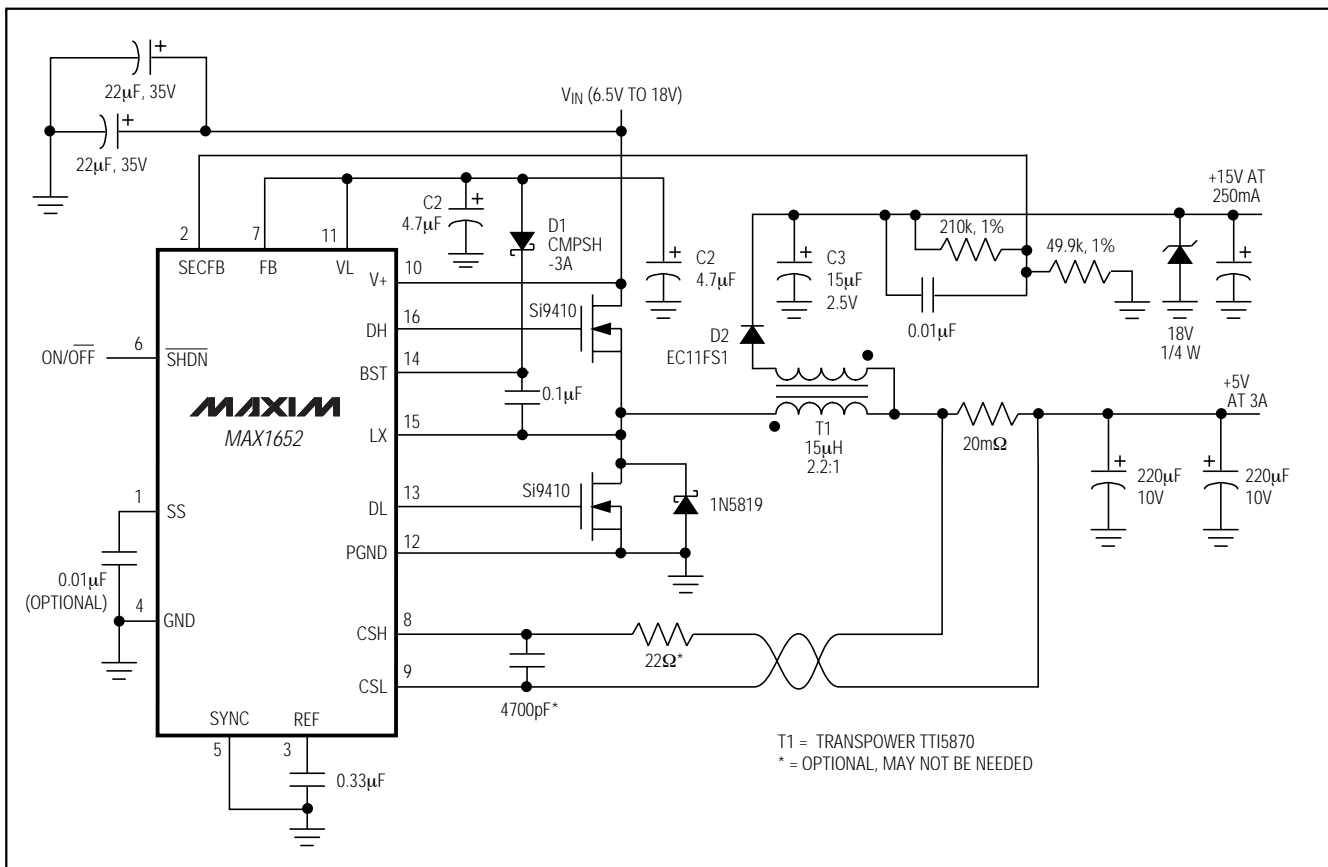 22µF, 35V
22µF, 35V
VIN (6.5V TO 18V)
+15V AT
250mA
C2
4.7µF
D1
CMPSH
-3A
C2
4.7µF
C3
15µF
2.5V
210k, 1%
49.9k, 1%
0.01µF
18V
1/4 W
2
7
11
SECFB
FB
VL
V+
10
Si9410
DH
16
D2
EC11FS1
ON/OFF
6
SHDN
BST
14
0.1µF
MAXIM
MAX1652
LX
15
T1
15µH
2.2:1
20mΩ
+5V
AT 3A
220µF
10V
220µF
10V
Si9410
1
SS
DL
13
1N5819
PGND
12
0.01µF
(OPTIONAL)
4
GND
CSH
8
22Ω*
CSL
9
4700pF*
SYNC
REF
5
3
0.33µF
T1 = TRANSPOWER TTI5870
* = OPTIONAL, MAY NOT BE NEEDED